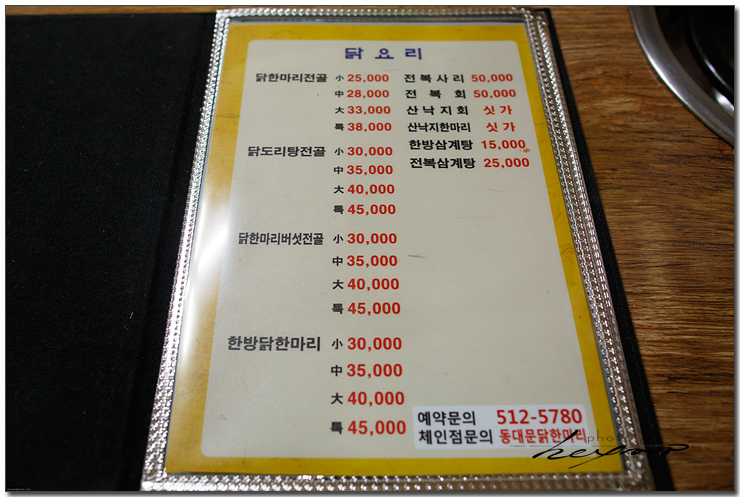 닭 요 리
닭한마리전골 小 25,000
中 28,000
大 33,000
특 38,000
닭도리탕전골 小 30,000
中 35,000
大 40,000
특 45,000
닭한마리버섯전골 小 30,000
中 35,000
大 40,000
특 45,000
한방닭한마리 小 30,000
中 35,000
大 40,000
특 45,000
전복사리 50,000
전 복 회 50,000
산낙지회 싯가
산낙지한마리 싯가
한방삼계탕 15,000
전복삼계탕 25,000
예약문의 512-5780
체인점문의 동대문닭한마리